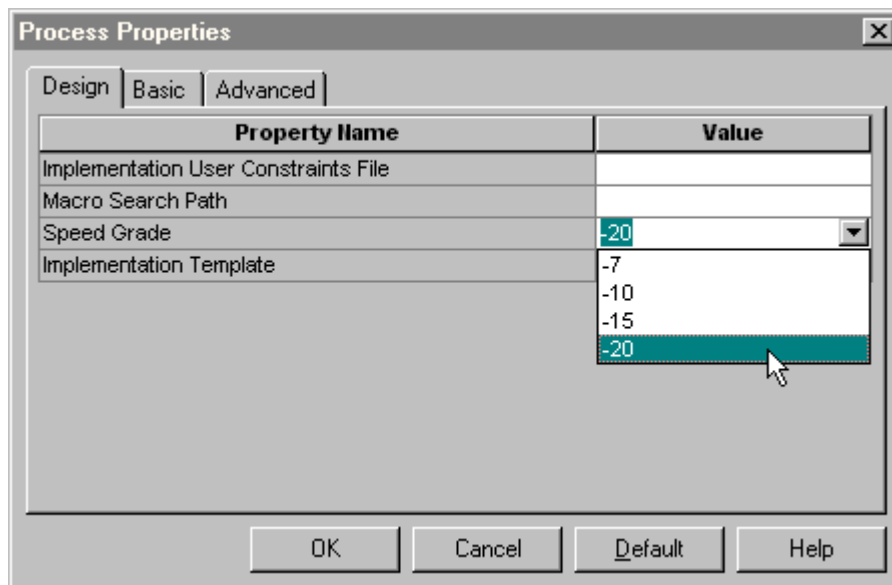 Process Properties
Design Basic Advanced
Property Name Value
Implementation User Constraints File
Macro Search Path
Speed Grade -20
Implementation Template -7
-10
-15
-20
OK Cancel Default Help